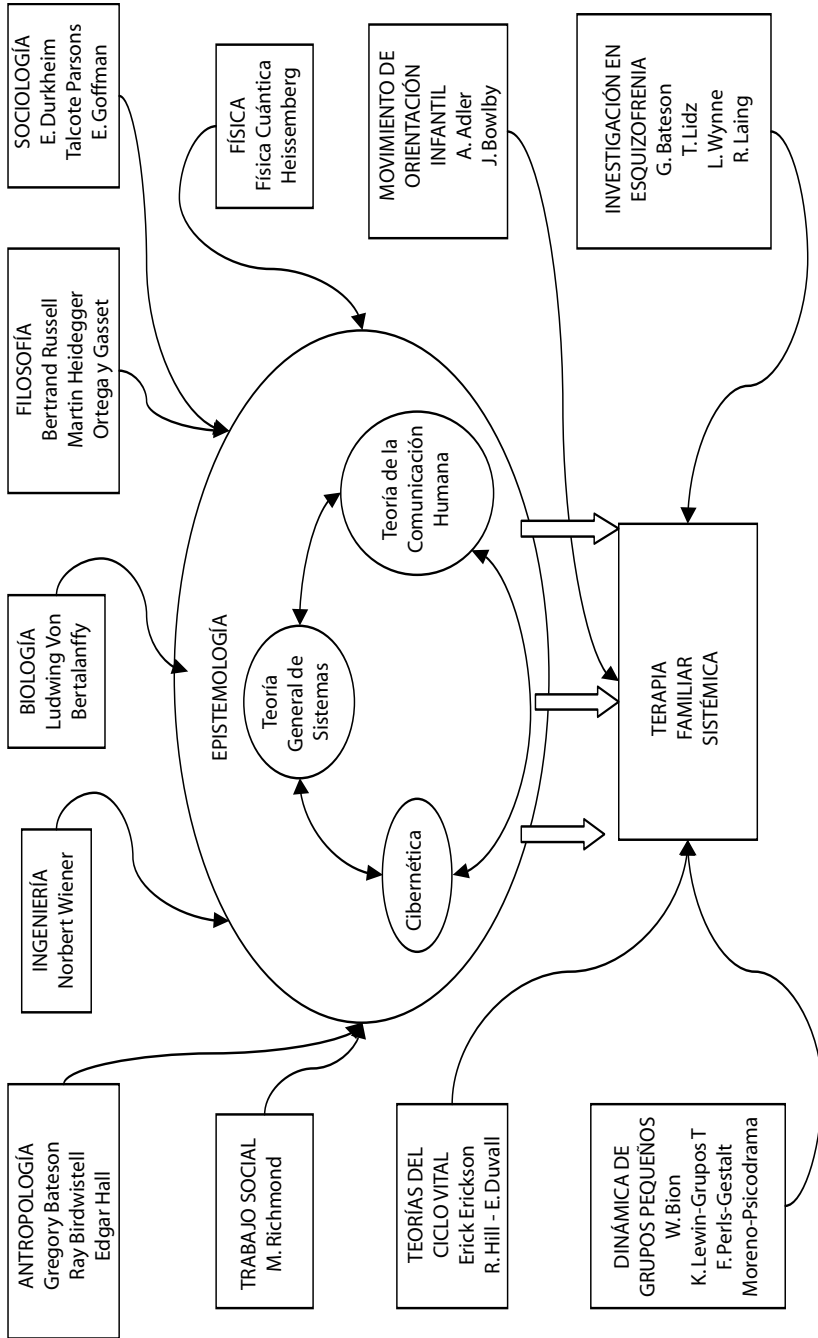 ANTROPOLOGÍA
Gregory Bateson
Ray Birdwistell
Edgar Hall
INGENIERÍA
Norbert Wiener
BIOLOGÍA
Ludwing Von
Bertalanffy
FILOSOFÍA
Bertrand Russell
Martin Heidegger
Ortega y Gasset
SOCIOLOGÍA
E. Durkheim
Talcote Parsons
E. Goffman
TRABAJO SOCIAL
M. Richmond
EPISTEMOLOGÍA
Teoría
General de
Sistemas
Cibernética
Teoría de la
Comunicación
Humana
FÍSICA
Física Cuántica
Heissemberg
TEORÍAS DEL
CICLO VITAL
Erick Erickson
R. Hill - E. Duvall
MOVIMIENTO DE
ORIENTACIÓN
INFANTIL
A. Adler
J. Bowlby
DINÁMICA DE
GRUPOS PEQUEÑOS
W. Bion
K. Lewin-Grupos T
F. Perls-Gestalt
Moreno-Psicodrama
TERAPIA
FAMILIAR
SISTÉMICA
INVESTIGACIÓN EN
ESQUIZOFRENIA
G. Bateson
T. Lidz
L. Wynne
R. Laing